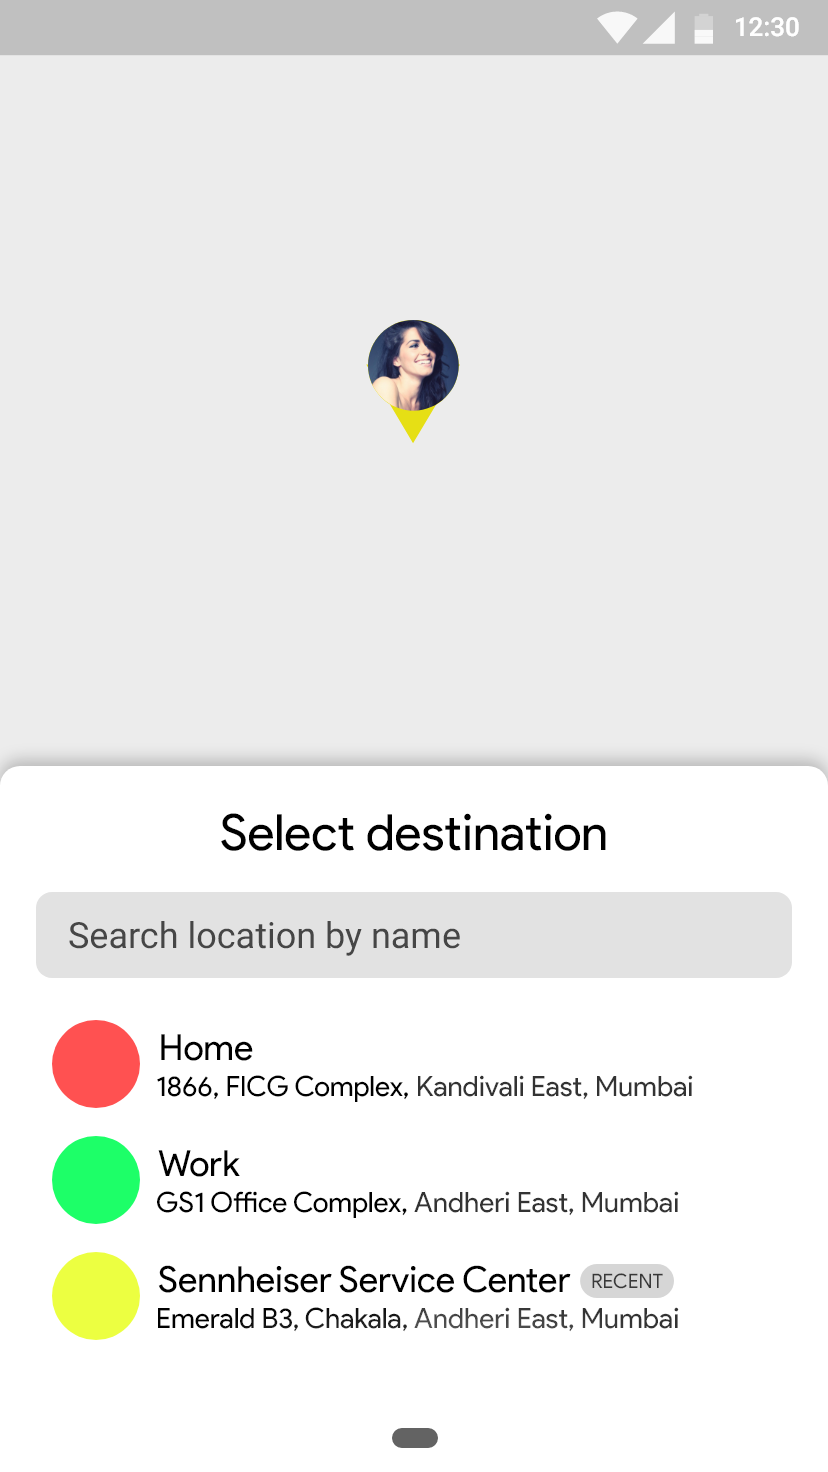 12:30
Select destination
Search location by name
Home
1866, FICG Complex, Kandivali East, Mumbai
Work
GS1 Office Complex, Andheri East, Mumbai
Sennheiser Service Center RECENT
Emerald B3, Chakala, Andheri East, Mumbai